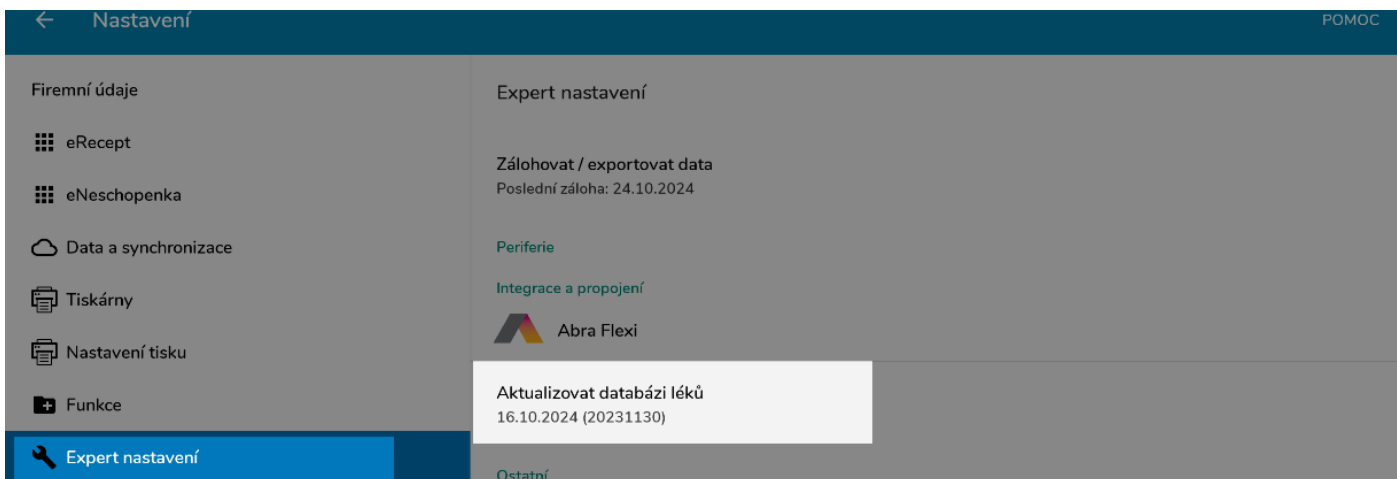 Nastavení
POMOC
Firemní údaje
eRecept
eNeschopenka
Data a synchronizace
Tiskárny
Nastavení tisku
Funkce
Expert nastavení
Expert nastavení
Zálohovat / exportovat data
Poslední záloha: 24.10.2024
Periferie
Integrace a propojení
Abra Flexi
Aktualizovat databázi léků
16.10.2024 (20231130)
Ostatní